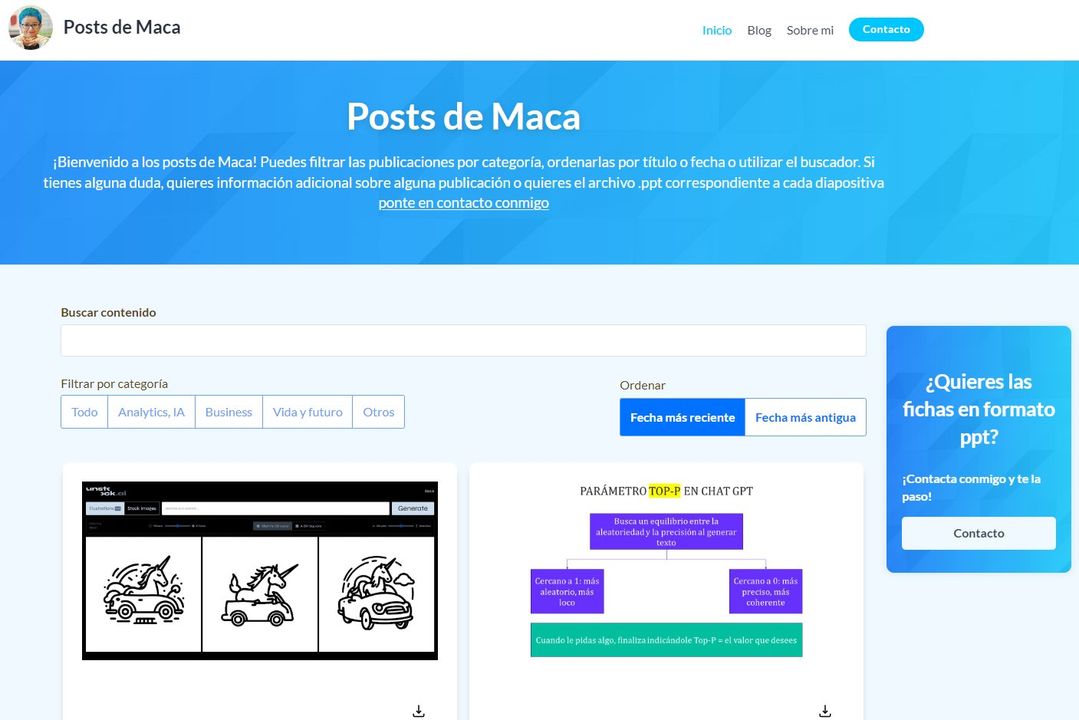 Posts de Maca
Inicio Blog Sobre mi Contacto
Posts de Maca
¡Bienvenido a los posts de Maca! Puedes filtrar las publicaciones por categoría, ordenarlas por título o fecha o utilizar el buscador. Si
tienes alguna duda, quieres información adicional sobre alguna publicación o quieres el archivo .ppt correspondiente a cada diapositiva
ponte en contacto conmigo
Buscar contenido
Filtrar por categoría
Todo Analytics, IA Business Vida y futuro Otros
Ordenar
Fecha más reciente Fecha más antigua
Stock images
Generate
PARÁMETRO TOP-P EN CHAT GPT
Busca un equilibrio entre la
aleatoriedad y la precisión al generar
texto
Cercano a 1: más
aleatorio, más
loco
Cercano a 0: más
preciso, más
coherente
Cuando le pidas algo, finaliza indicándole Top-P = el valor que desees
¿Quieres las
fichas en formato
ppt?
¡Contacta conmigo y te la
paso!
Contacto